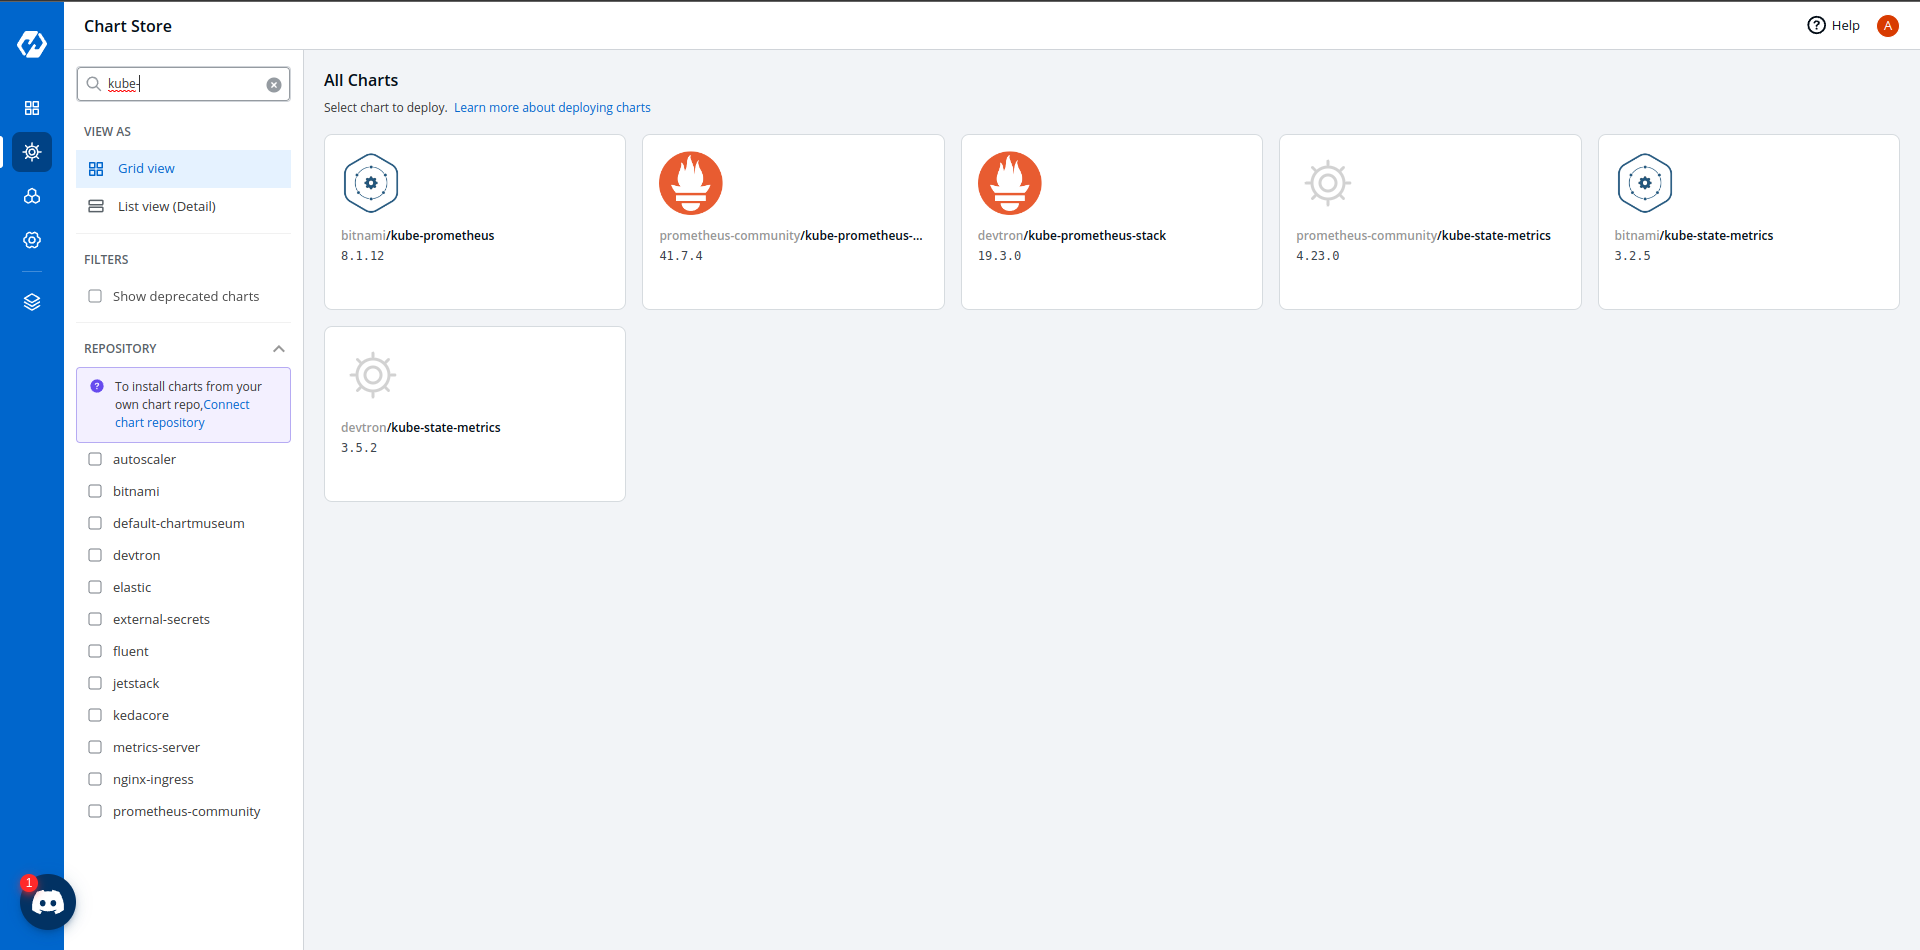 Chart Store
Help
A
kube-
VIEW AS
Grid view
List view (Detail)
FILTERS
Show deprecated charts
REPOSITORY
?
To install charts from your
own chart repo,Connect
chart repository
autoscaler
bitnami
default-chartmuseum
devtron
elastic
external-secrets
fluent
jetstack
kedacore
metrics-server
nginx-ingress
prometheus-community
1
All Charts
Select chart to deploy. Learn more about deploying charts
bitnami/kube-prometheus
8.1.12
prometheus-community/kube-prometheus-...
41.7.4
devtron/kube-prometheus-stack
19.3.0
prometheus-community/kube-state-metrics
4.23.0
bitnami/kube-state-metrics
3.2.5
devtron/kube-state-metrics
3.5.2